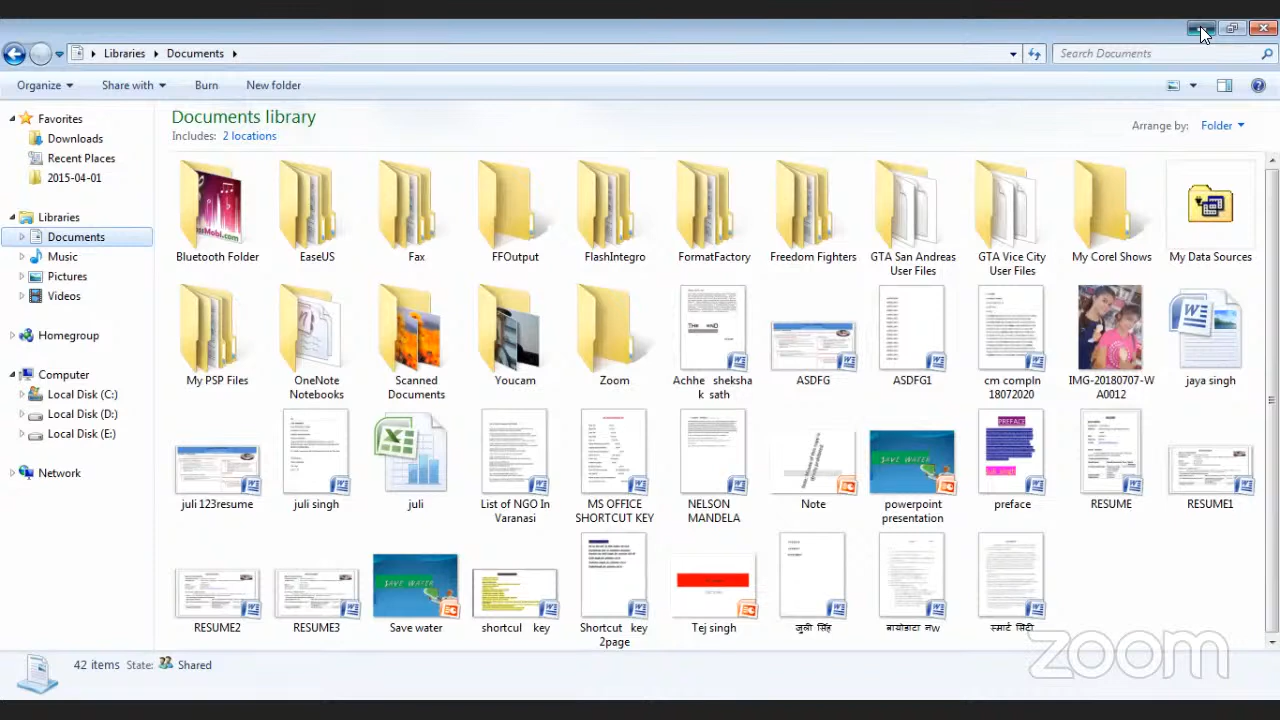 Libraries Documents
Search Documents
Organize Share with Burn New folder
Favorites
Downloads
Recent Places
2015-04-01
Libraries
Documents
Music
Pictures
Videos
Homegroup
Computer
Local Disk (C:)
Local Disk (D:)
Local Disk (E:)
Network
Documents library
Includes: 2 locations
Arrange by: Folder
Bluetooth Folder
EaseUS
Fax
FFOutput
FlashIntegro
FormatFactory
Freedom Fighters
GTA San Andreas
User Files
GTA Vice City
User Files
My Corel Shows
My Data Sources
My PSP Files
OneNote
Notebooks
Scanned
Documents
Youcam
Zoom
Achhe sheksha
k sath
ASDFG
ASDFG1
cm compln
18072020
IMG-20180707-W
A0012
jaya singh
juli 123resume
juli singh
juli
List of NGO In
Varanasi
MS OFFICE
SHORTCUT KEY
NELSON
MANDELA
Note
SAVE WATER
powerpoint
presentation
PREFACE
preface
RESUME
RESUME1
RESUME2
RESUME3
SAVE WATER
Save water
shortcul key
Shortcut key
2page
Tej singh
जुली सिंह
बायोडाटा नw
स्मार्ट सिटी
42 items State: Shared
zoom